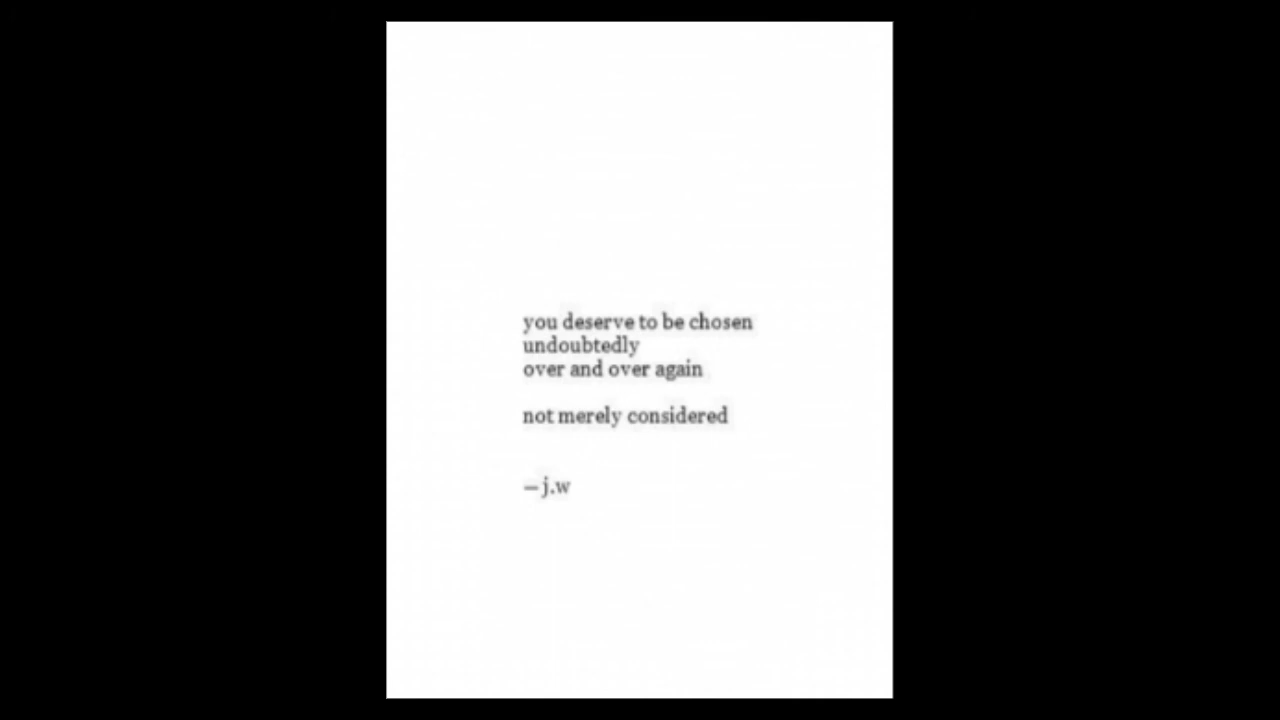 you deserve to be chosen
undoubtedly
over and over again
not merely considered
– j.w